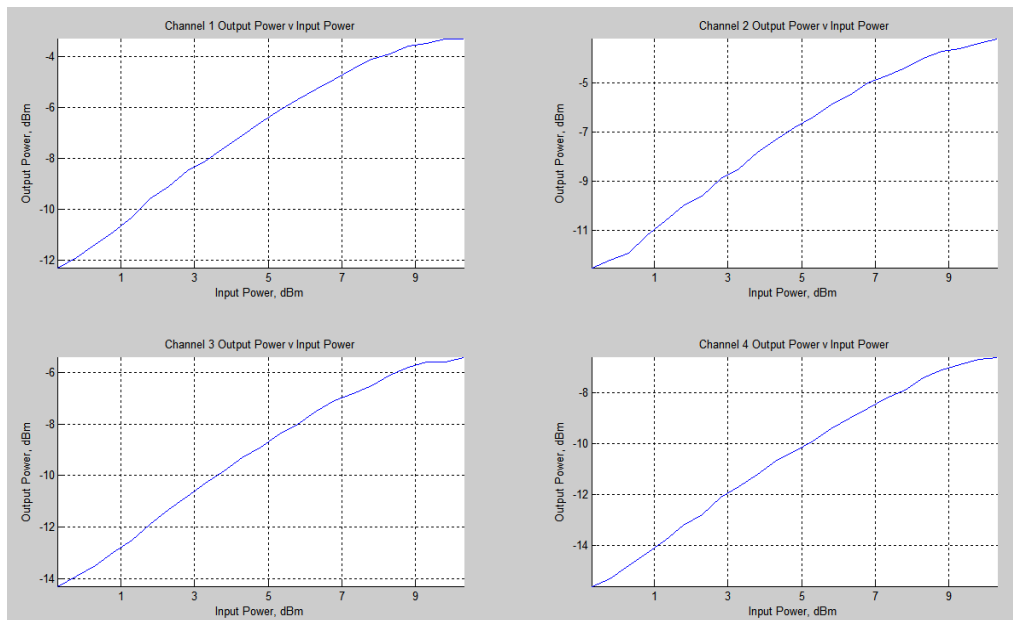 Channel 1 Output Power v Input Power
Output Power, dBm
-4
-6
-8
-10
-12
1 3 5 7 9
Input Power, dBm
Channel 2 Output Power v Input Power
Output Power, dBm
-5
-7
-9
-11
1 3 5 7 9
Input Power, dBm
Channel 3 Output Power v Input Power
Output Power, dBm
-6
-8
-10
-12
-14
1 3 5 7 9
Input Power, dBm
Channel 4 Output Power v Input Power
Output Power, dBm
-8
-10
-12
-14
1 3 5 7 9
Input Power, dBm